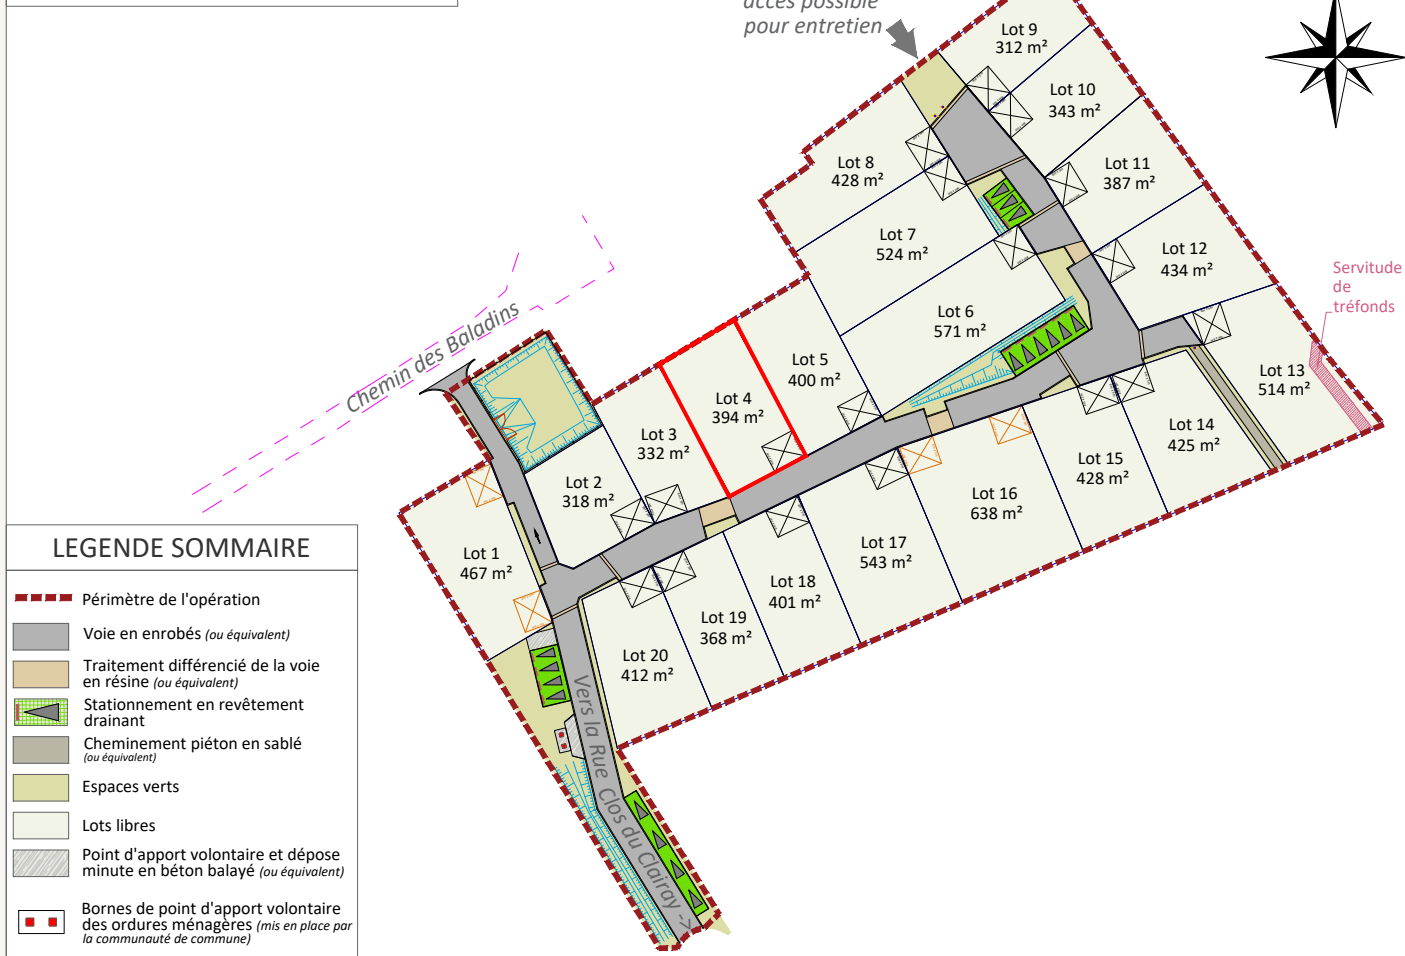 accès possible
pour entretien
Lot 9
312 m²
Lot 10
343 m²
Lot 8
428 m²
Lot 11
387 m²
Lot 7
524 m²
Lot 12
434 m²
Servitude
de
tréfonds
Lot 6
571 m²
Chemin des Baladins
Lot 5
400 m²
Lot 13
514 m²
Lot 4
394 m²
Lot 3
332 m²
Lot 14
425 m²
Lot 15
428 m²
Lot 2
318 m²
Lot 16
638 m²
Lot 1
467 m²
Lot 17
543 m²
Lot 18
401 m²
Lot 19
368 m²
Lot 20
412 m²
Vers la Rue Clos du Clairay ->
LEGENDE SOMMAIRE
Périmètre de l'opération
Voie en enrobés (ou équivalent)
Traitement différencié de la voie
en résine (ou équivalent)
Stationnement en revêtement
drainant
Cheminement piéton en sablé
(ou équivalent)
Espaces verts
Lots libres
Point d'apport volontaire et dépose
minute en béton balayé (ou équivalent)
Bornes de point d'apport volontaire
des ordures ménagères (mis en place par
la communauté de commune)